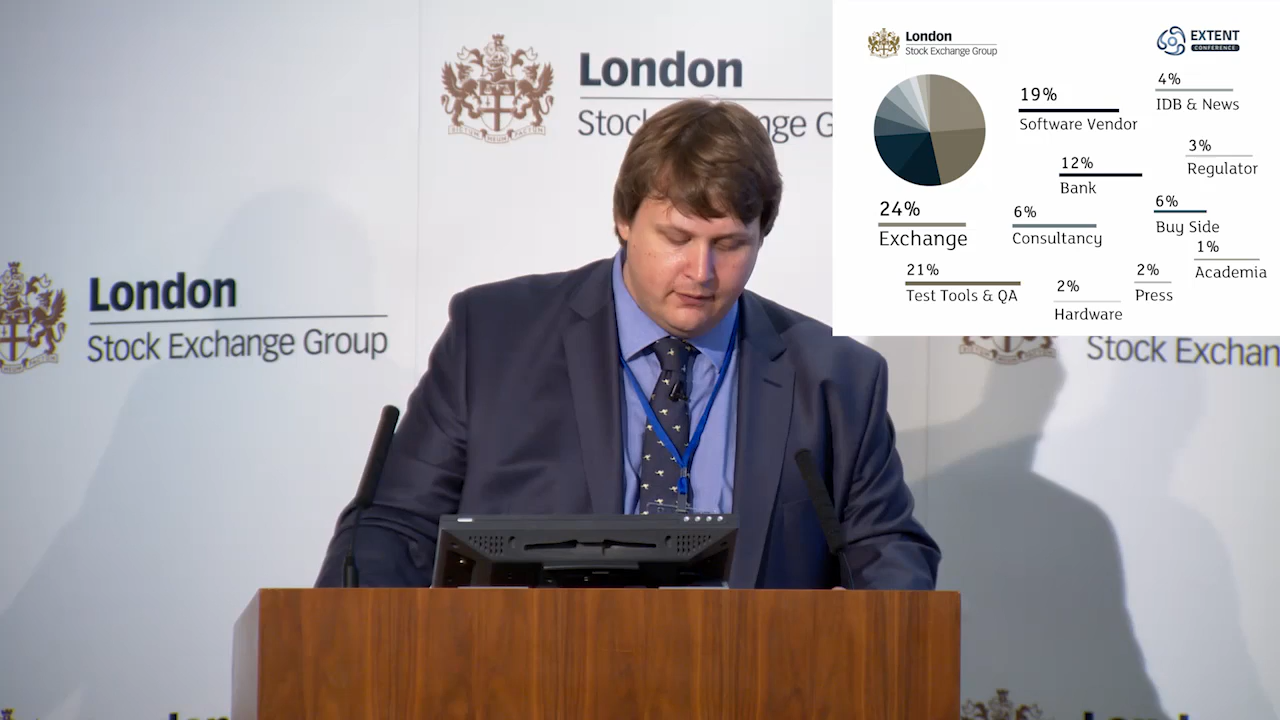 London
Stock Exchange Group
London
Stock Exchange Group
EXTENT
CONFERENCE
19%
Software Vendor
4%
IDB & News
12%
Bank
3%
Regulator
24%
Exchange
6%
Consultancy
6%
Buy Side
1%
Academia
21%
Test Tools & QA
2%
Hardware
2%
Press
London
Stock Exchange Group
Stock Exchan